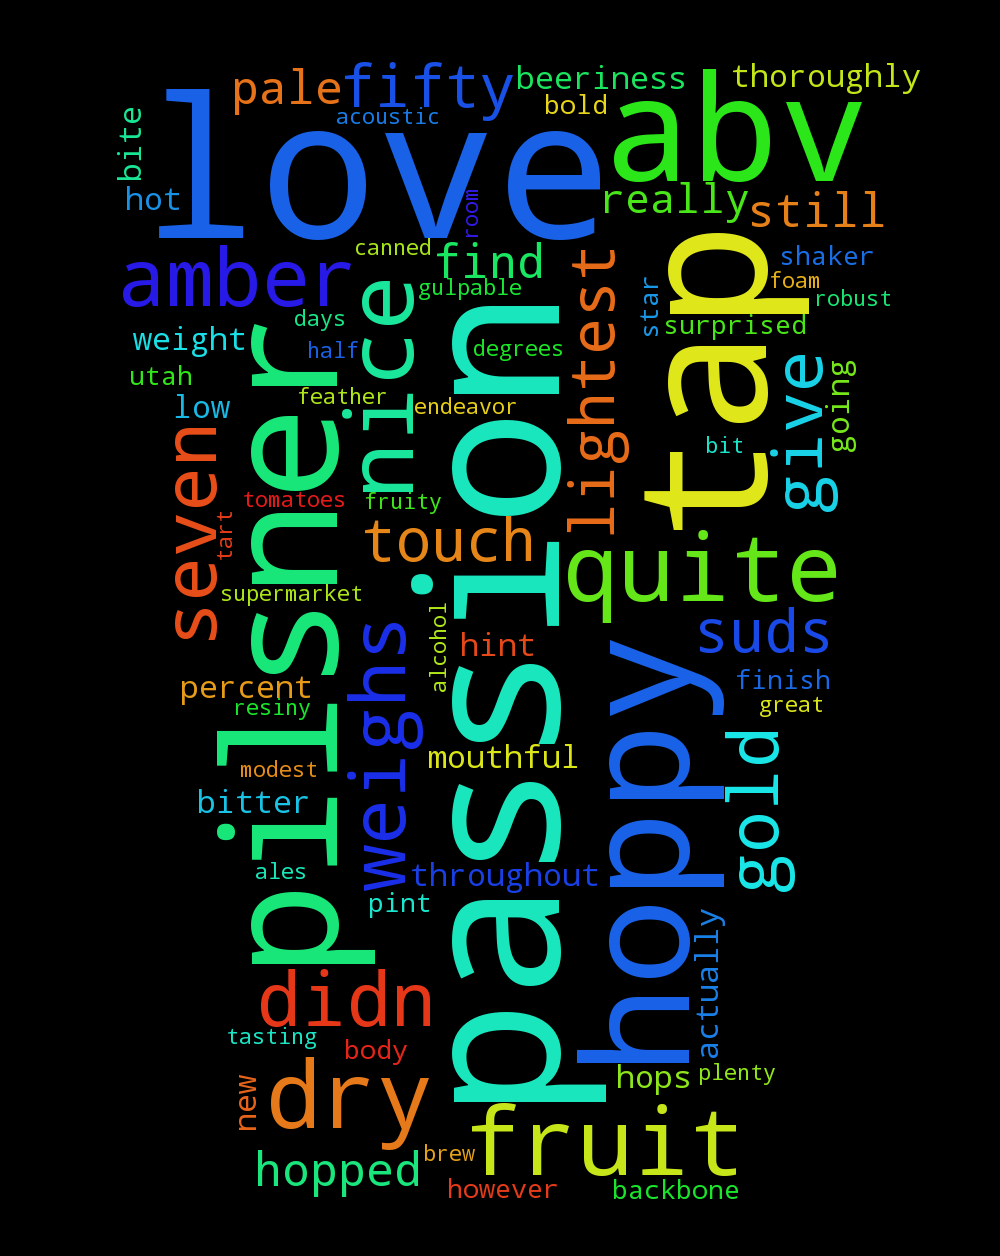 pale fifty beeriness thoroughly
acoustic bold
bite love abv
hot room really still
amber canned find shaker
gulpable foam robust
weight days nice lightest star surprised
half degrees tap
utah pilsner passion give going
low feather endeavor
bit
seven tomatoes fruity
tart touch quite
supermarket
weighs alcohol hint hoppy suds
percent finish
resiny great
mouthful gold
modest
bitter
ales throughout
pint
didn actually
tasting
body
new dry hops plenty
fruit
hopped brew
however backbone